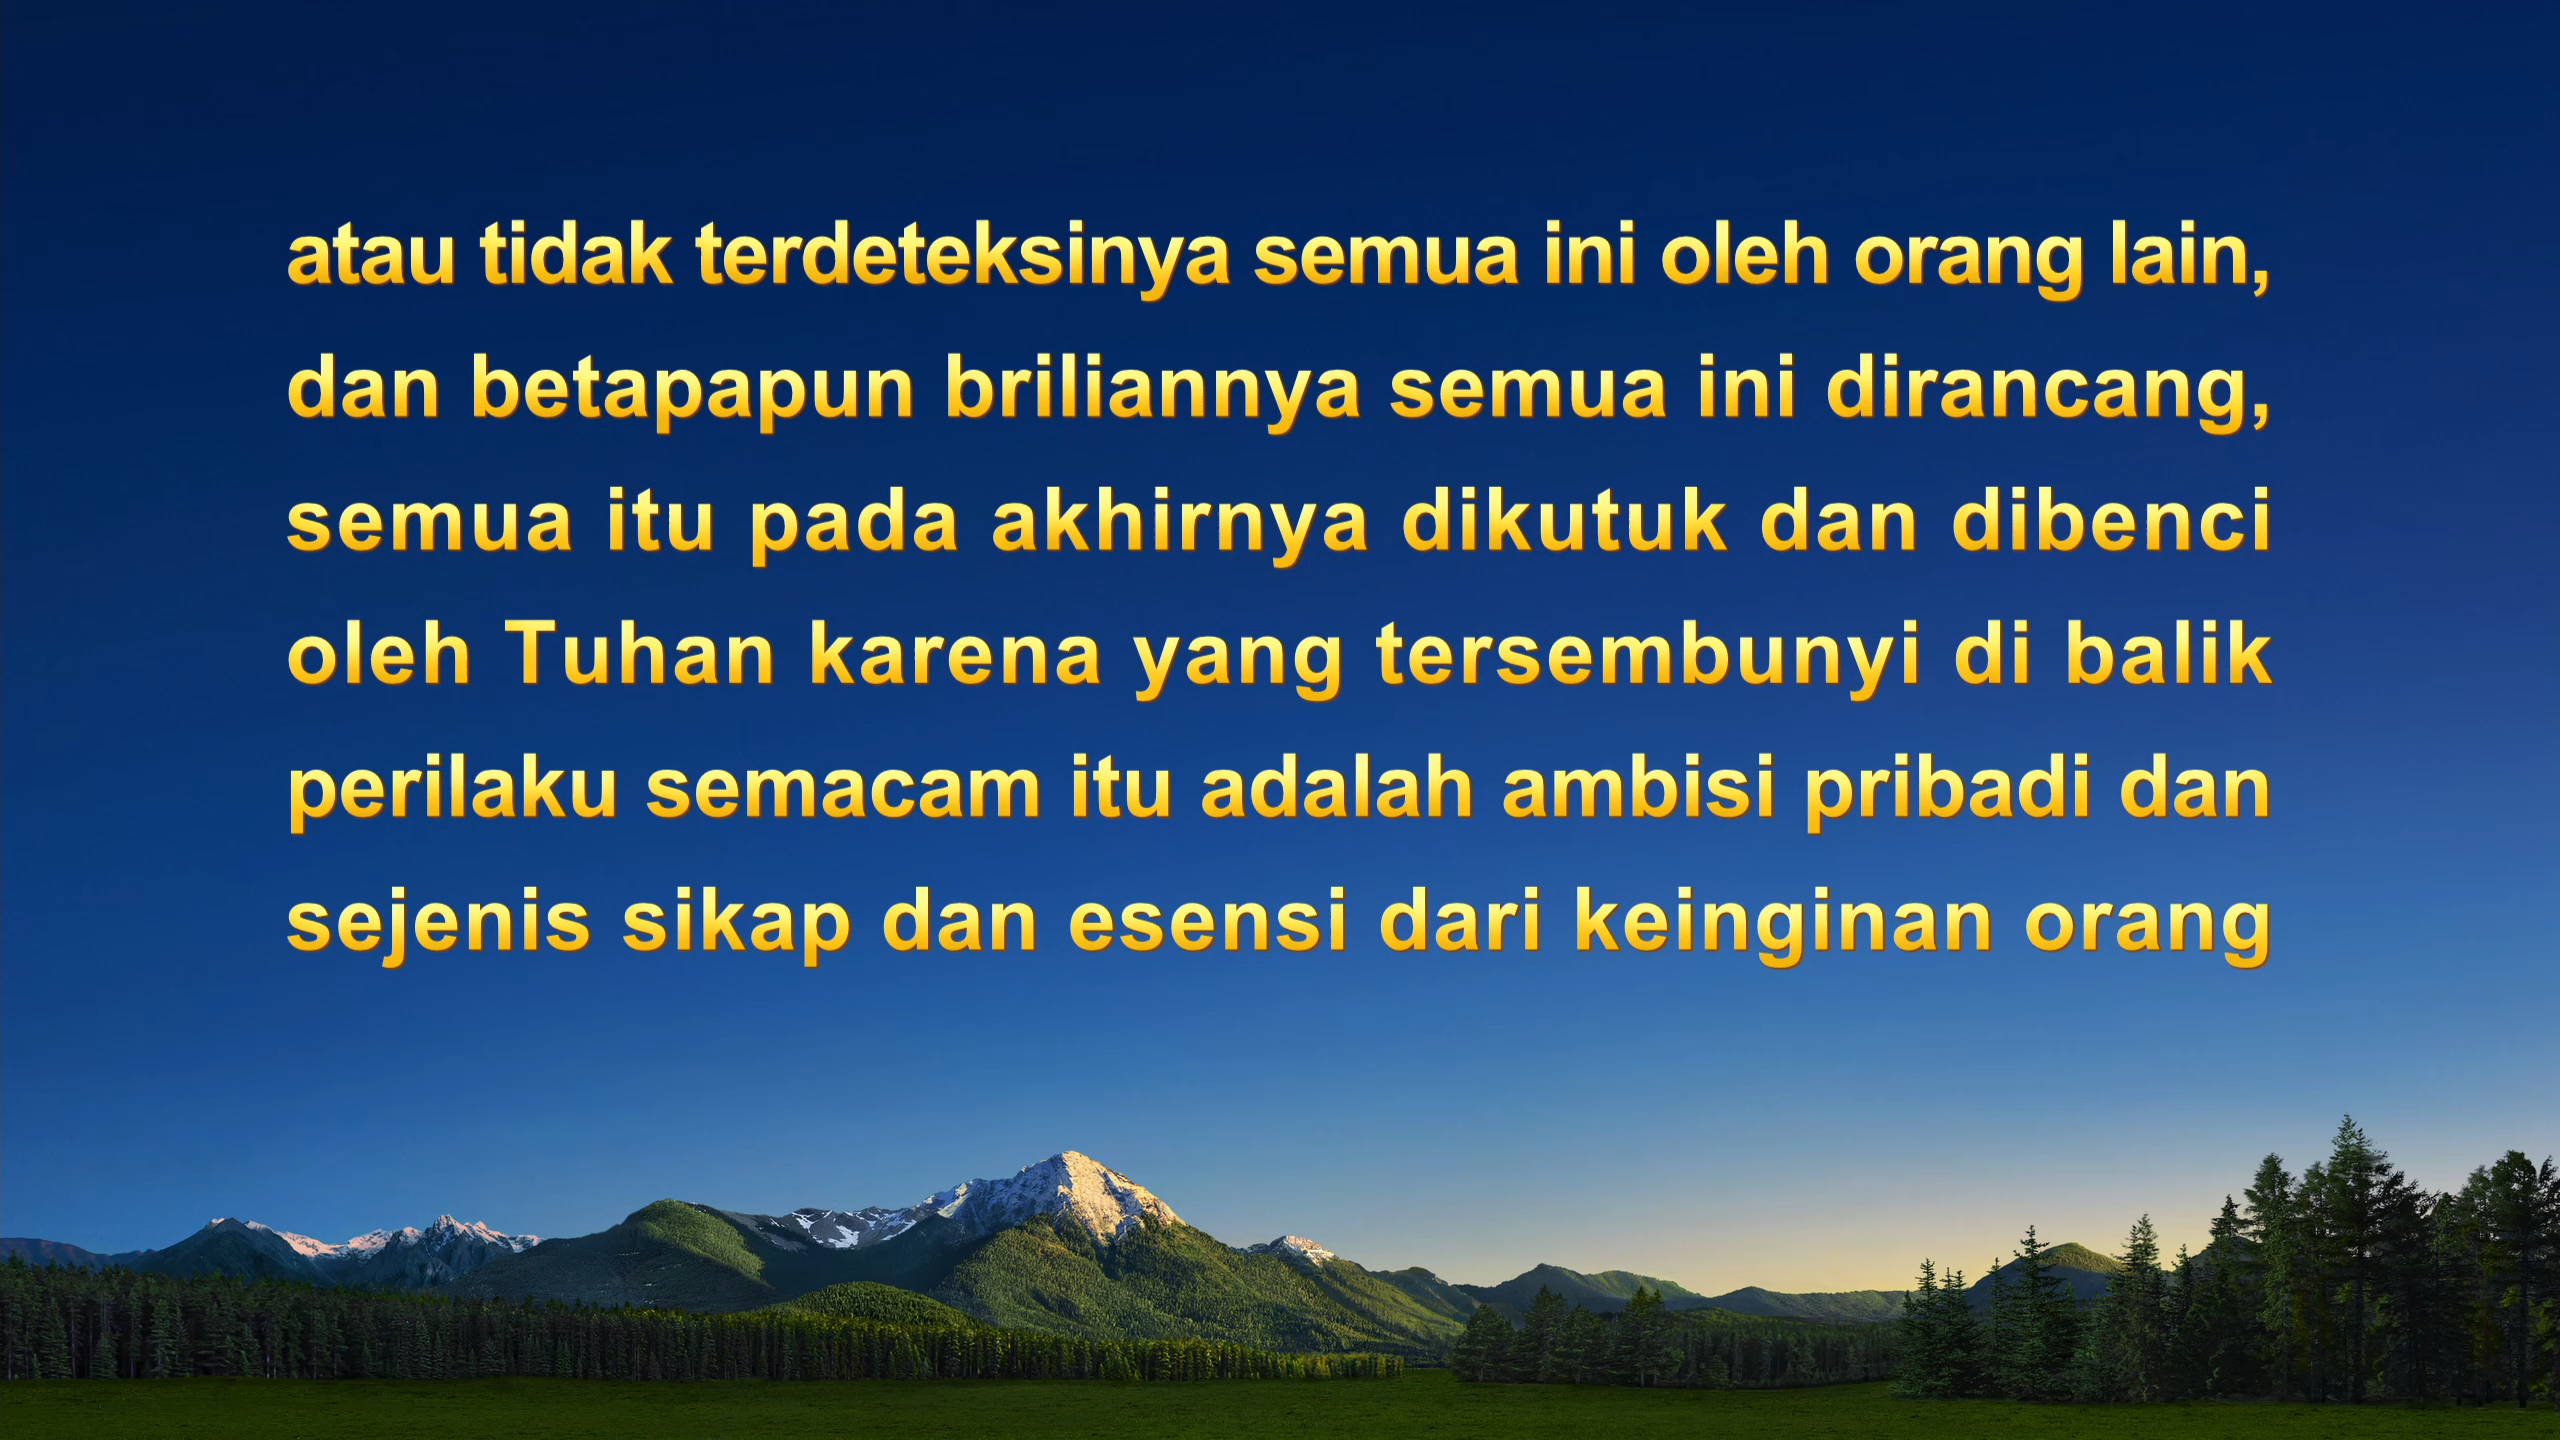 atau tidak terdeteksinya semua ini oleh orang lain,
dan betapapun briliannya semua ini dirancang,
semua itu pada akhirnya dikutuk dan dibenci
oleh Tuhan karena yang tersembunyi di balik
perilaku semacam itu adalah ambisi pribadi dan
sejenis sikap dan esensi dari keinginan orang